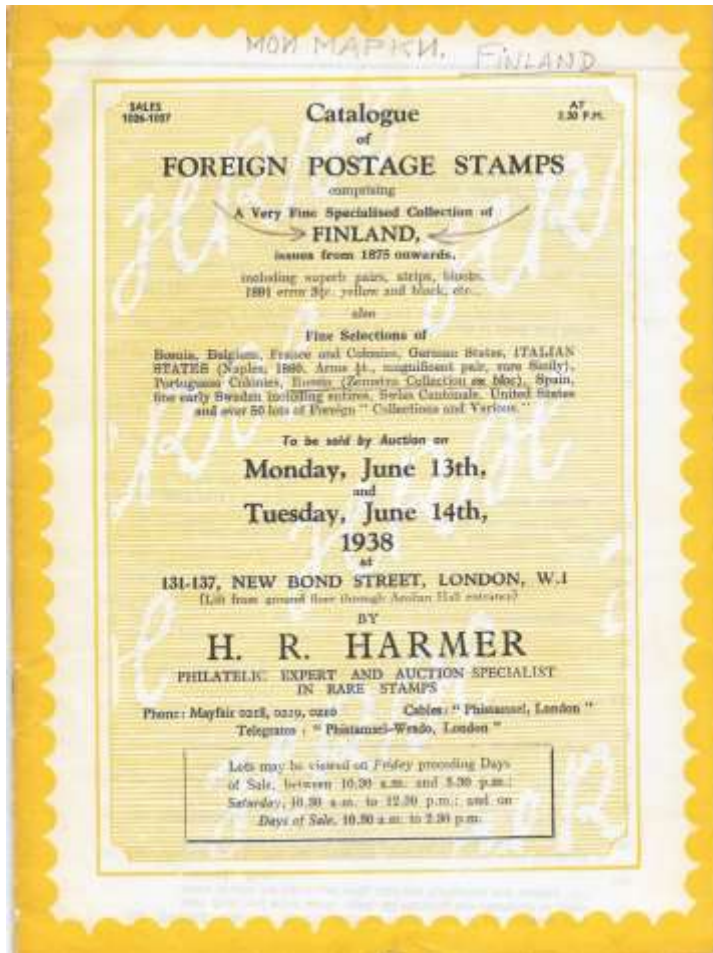 МОИ МАРКИ. FINLAND
SALES
1036-1037
AT
2.30 P.M.
Catalogue
of
FOREIGN POSTAGE STAMPS
comprising
A Very Fine Specialised Collection of
FINLAND,
issues from 1875 onwards,
including superb pairs, strips, blocks,
1891 error yellow and black, etc.,
also
Fine Selections of
Bosnia, Belgium, France and Colonies, German States, ITALIAN
STATES (Naples, Arms magnificent pair, rare Sicily),
Portuguese Colonies, Russia (Zemstvo Collection en bloc), Spain,
fine early Sweden including entires, Swiss Cantonals, United States
and over 50 lots of Foreign "Collections and Various."
To be sold by Auction on
Monday, June 13th,
and
Tuesday, June 14th,
1938
at
131-137, NEW BOND STREET, LONDON, W.1
(Lift from ground floor through Aeolian Hall entrance)
BY
H. R. HARMER
PHILATELIC EXPERT AND AUCTION SPECIALIST
IN RARE STAMPS
Phone: Mayfair 0218, 0219, 0220 Cables: "Phistamsel, London"
Telegrams: "Phistamsel-Wesdo, London"
Lots may be viewed on Friday preceding Days
of Sale, between 10.30 a.m. and 5.30 p.m.;
Saturday, 10.30 a.m. to 12.30 p.m.; and on
Days of Sale, 10.30 a.m. to 2.30 p.m.